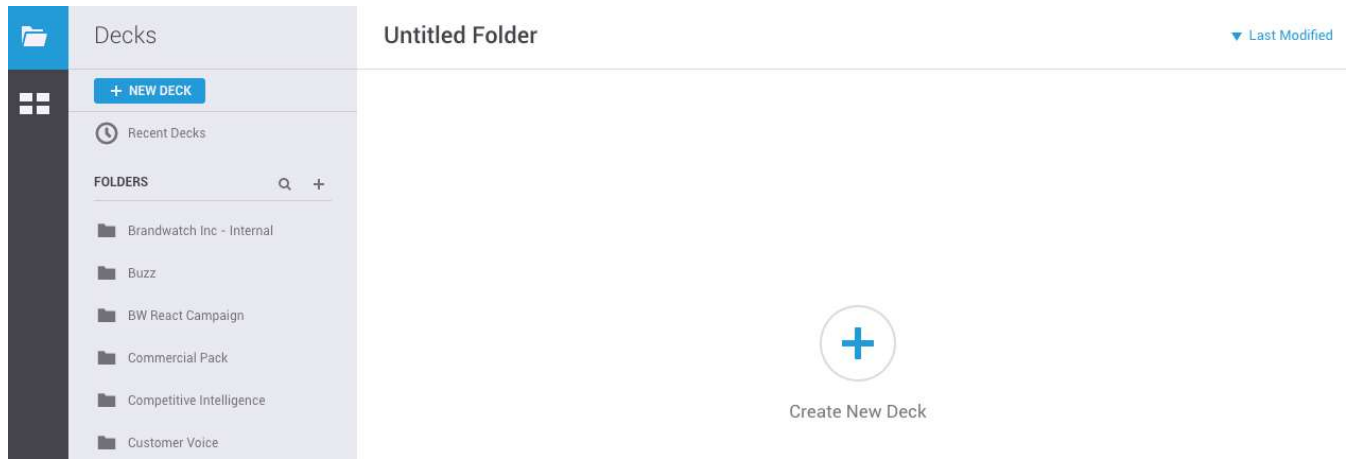 Decks
Untitled Folder
Last Modified
+ NEW DECK
Recent Decks
FOLDERS
Brandwatch Inc - Internal
Buzz
BW React Campaign
Commercial Pack
Competitive Intelligence
Customer Voice
Create New Deck